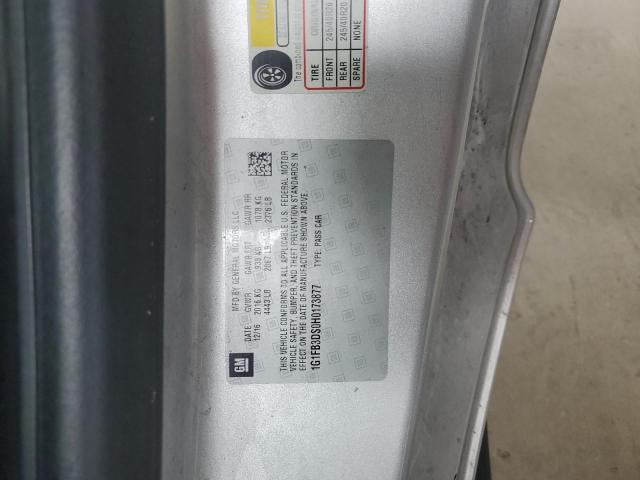 The combined
TIRE
FRONT 245/40R20
REAR 245/40R20
SPARE NONE
GM
MFD BY GENERAL MOTORS LLC
DATE GVWR GAWR FRT GAWR RR
12/16 2016 KG 938 KG 1078 KG
4443 LB 2067 LB 2376 LB
THIS VEHICLE CONFORMS TO ALL APPLICABLE U.S. FEDERAL MOTOR
VEHICLE SAFETY, BUMPER, AND THEFT PREVENTION STANDARDS IN
EFFECT ON THE DATE OF MANUFACTURE SHOWN ABOVE.
1G1FB3DS0H0173877 TYPE: PASS CAR